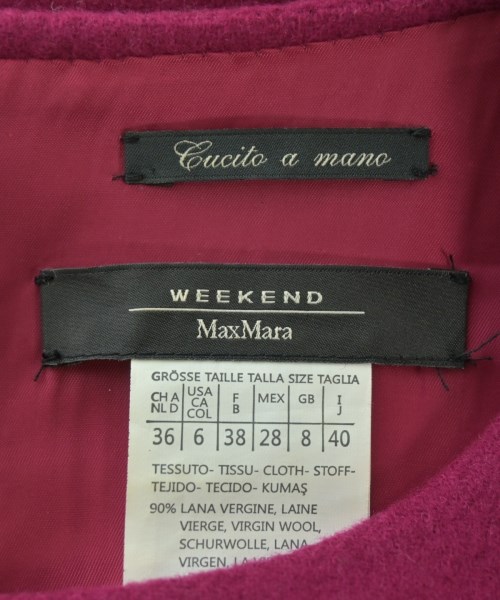 Cucito a mano
WEEKEND
MaxMara
GRÖSSE TAILLE TALLA SIZE TAGLIA
CH A NL D USA CA COL F B MEX GB I J
36 6 38 28 8 40
TESSUTO- TISSU- CLOTH- STOFF-
TEJIDO- TECIDO- KUMAŞ
90% LANA VERGINE, LAINE
VIERGE, VIRGIN WOOL,
SCHURWOLLE, LANA
VIRGEN,